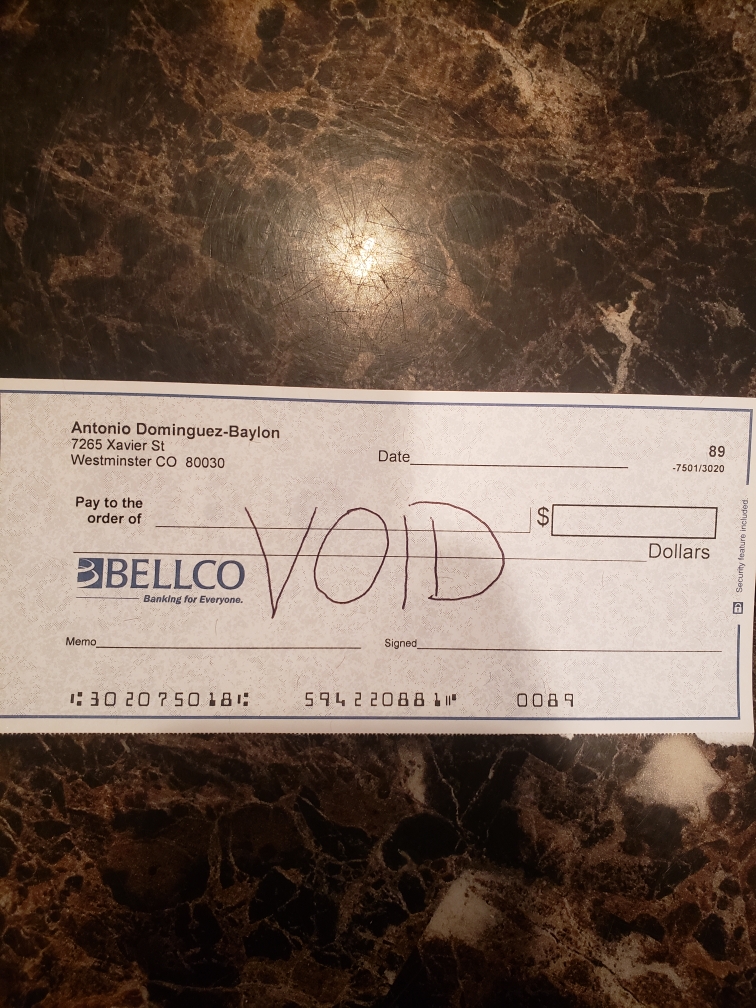 Antonio Dominguez-Baylon
7265 Xavier St
Westminster CO 80030
Date
89
-7501/3020
Pay to the
order of
$
VOID
Dollars
BELLCO
Banking for Everyone.
Security feature included.
Memo
Signed
⑆302075018⑆ 594220881⑈ 0089